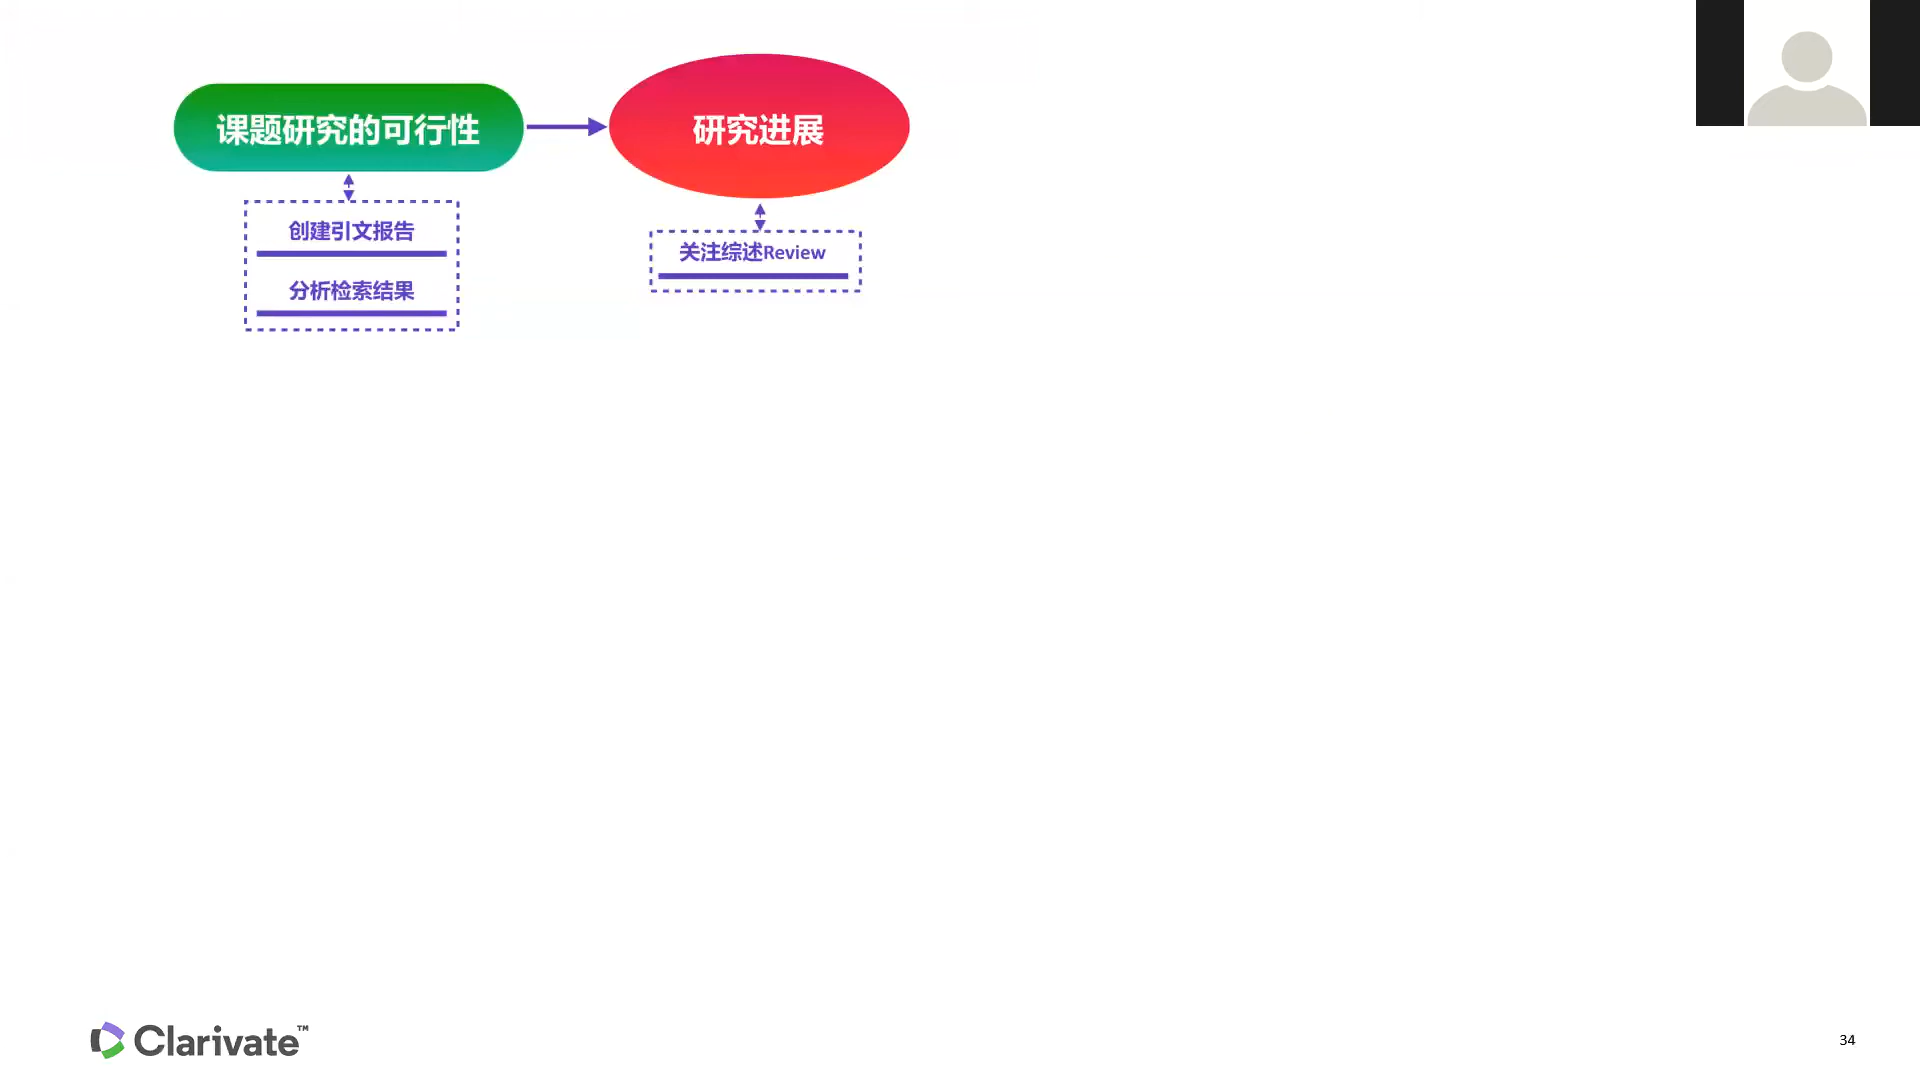 课题研究的可行性
研究进展
创建引文报告
分析检索结果
关注综述Review
Clarivate™
34